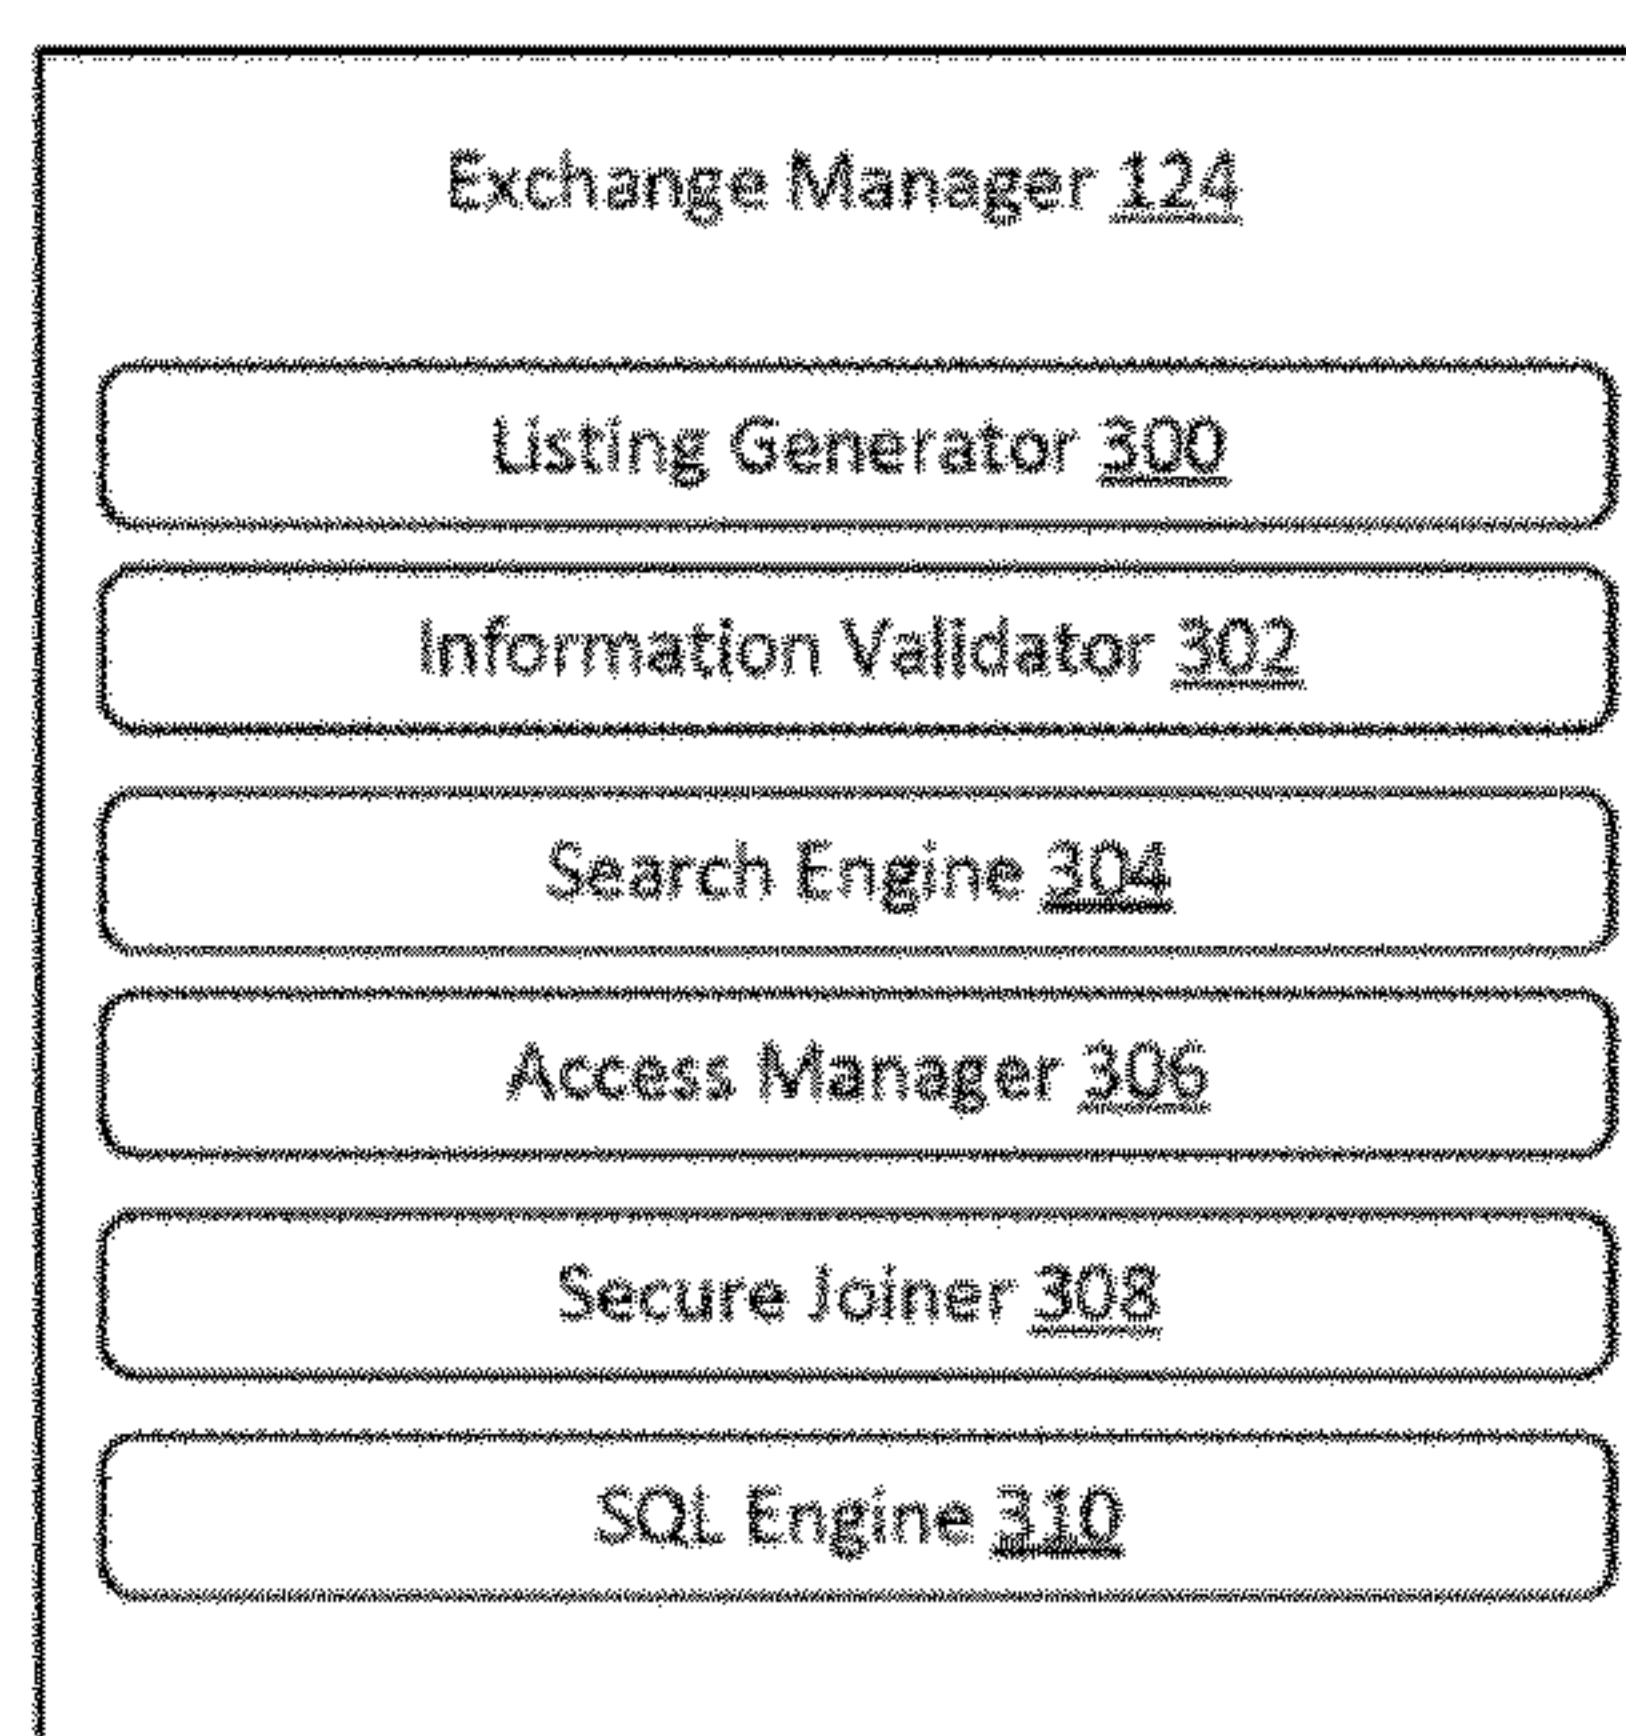 Exchange Manager 124
Listing Generator 300
Information Validator 302
Search Engine 304
Access Manager 306
Secure Joiner 308
SQL Engine 310